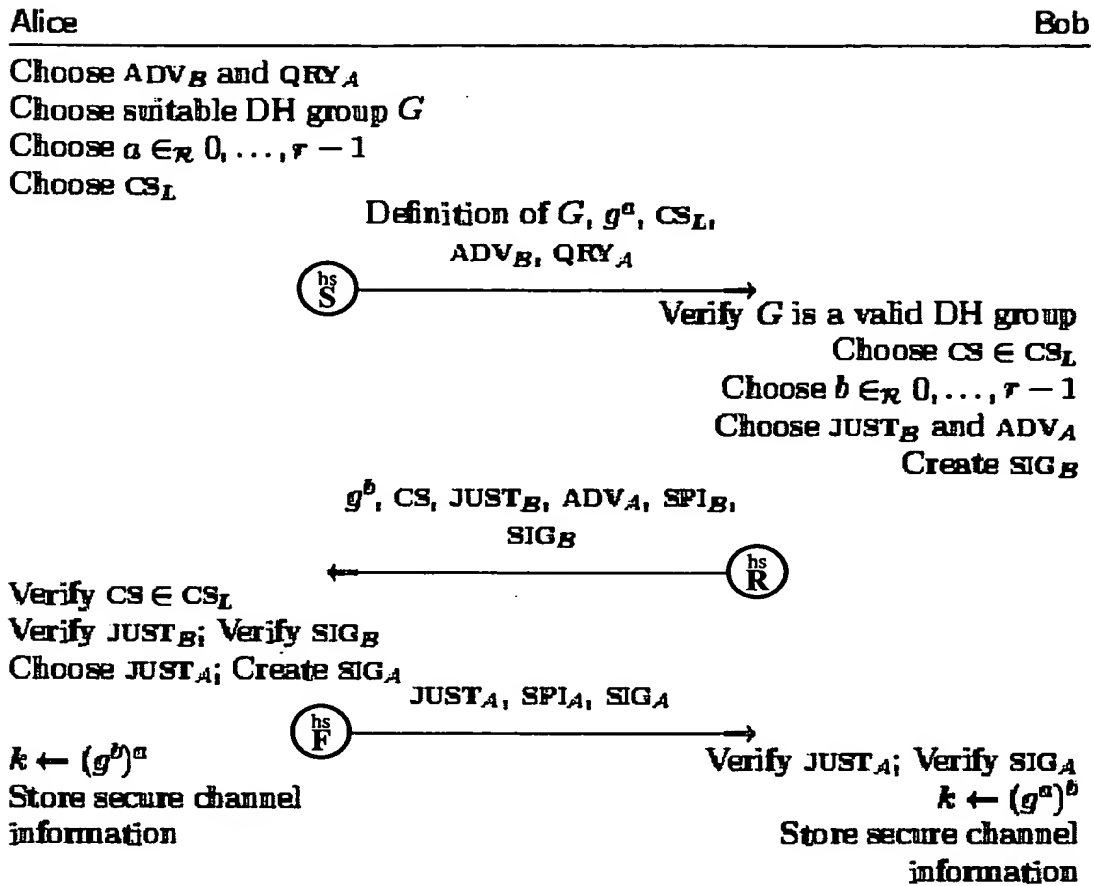 Alice Bob
Choose ADV_B and QRY_A
Choose suitable DH group G
Choose a ∈_R 0, …, r − 1
Choose CS_L
Definition of G, g^a, CS_L,
ADV_B, QRY_A
hs
S
Verify G is a valid DH group
Choose CS ∈ CS_L
Choose b ∈_R 0, …, r − 1
Choose JUST_B and ADV_A
Create SIG_B
g^b, CS, JUST_B, ADV_A, SPI_B,
SIG_B
hs
R
Verify CS ∈ CS_L
Verify JUST_B; Verify SIG_B
Choose JUST_A; Create SIG_A
JUST_A, SPI_A, SIG_A
hs
F
k ← (g^b)^a
Store secure channel
information
Verify JUST_A; Verify SIG_A
k ← (g^a)^b
Store secure channel
information